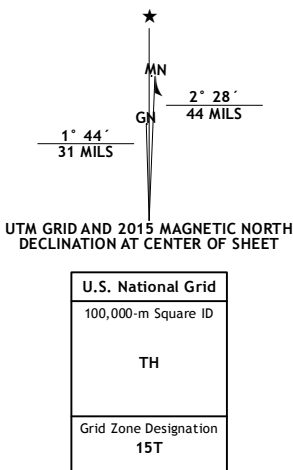 MN
2° 28´
44 MILS
GN
1° 44´
31 MILS
UTM GRID AND 2015 MAGNETIC NORTH
DECLINATION AT CENTER OF SHEET
U.S. National Grid
100,000-m Square ID
TH
Grid Zone Designation
15T